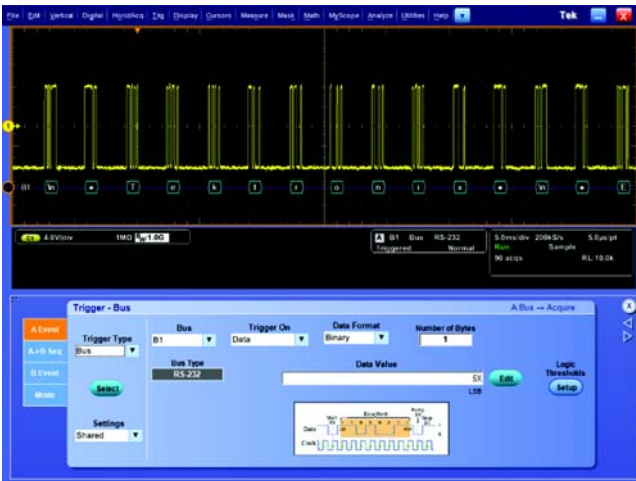 File Edit Vertical Digital Horiz/Acq Trig Display Cursors Measure Mask Math MyScope Analyze Utilities Help Tek
1
B1 \n T e k t r o n i x \n E
C1 4.0V/div 1MΩ BW:1.0G
A B1 Bus RS-232
Triggered Normal
5.0ms/div 200kS/s 5.0µs/pt
Run Sample
90 acqs RL:10.0k
Trigger - Bus A:Bus → Acquire X
A Event
A->B Seq
B Event
Mode
Trigger Type
Bus
Select
Settings
Shared
Bus
B1
Trigger On
Data
Data Format
Binary
Number of Bytes
1
Bus Type
RS-232
Data Value
LSB
Edit
Logic
Thresholds
Setup
Data
Clock